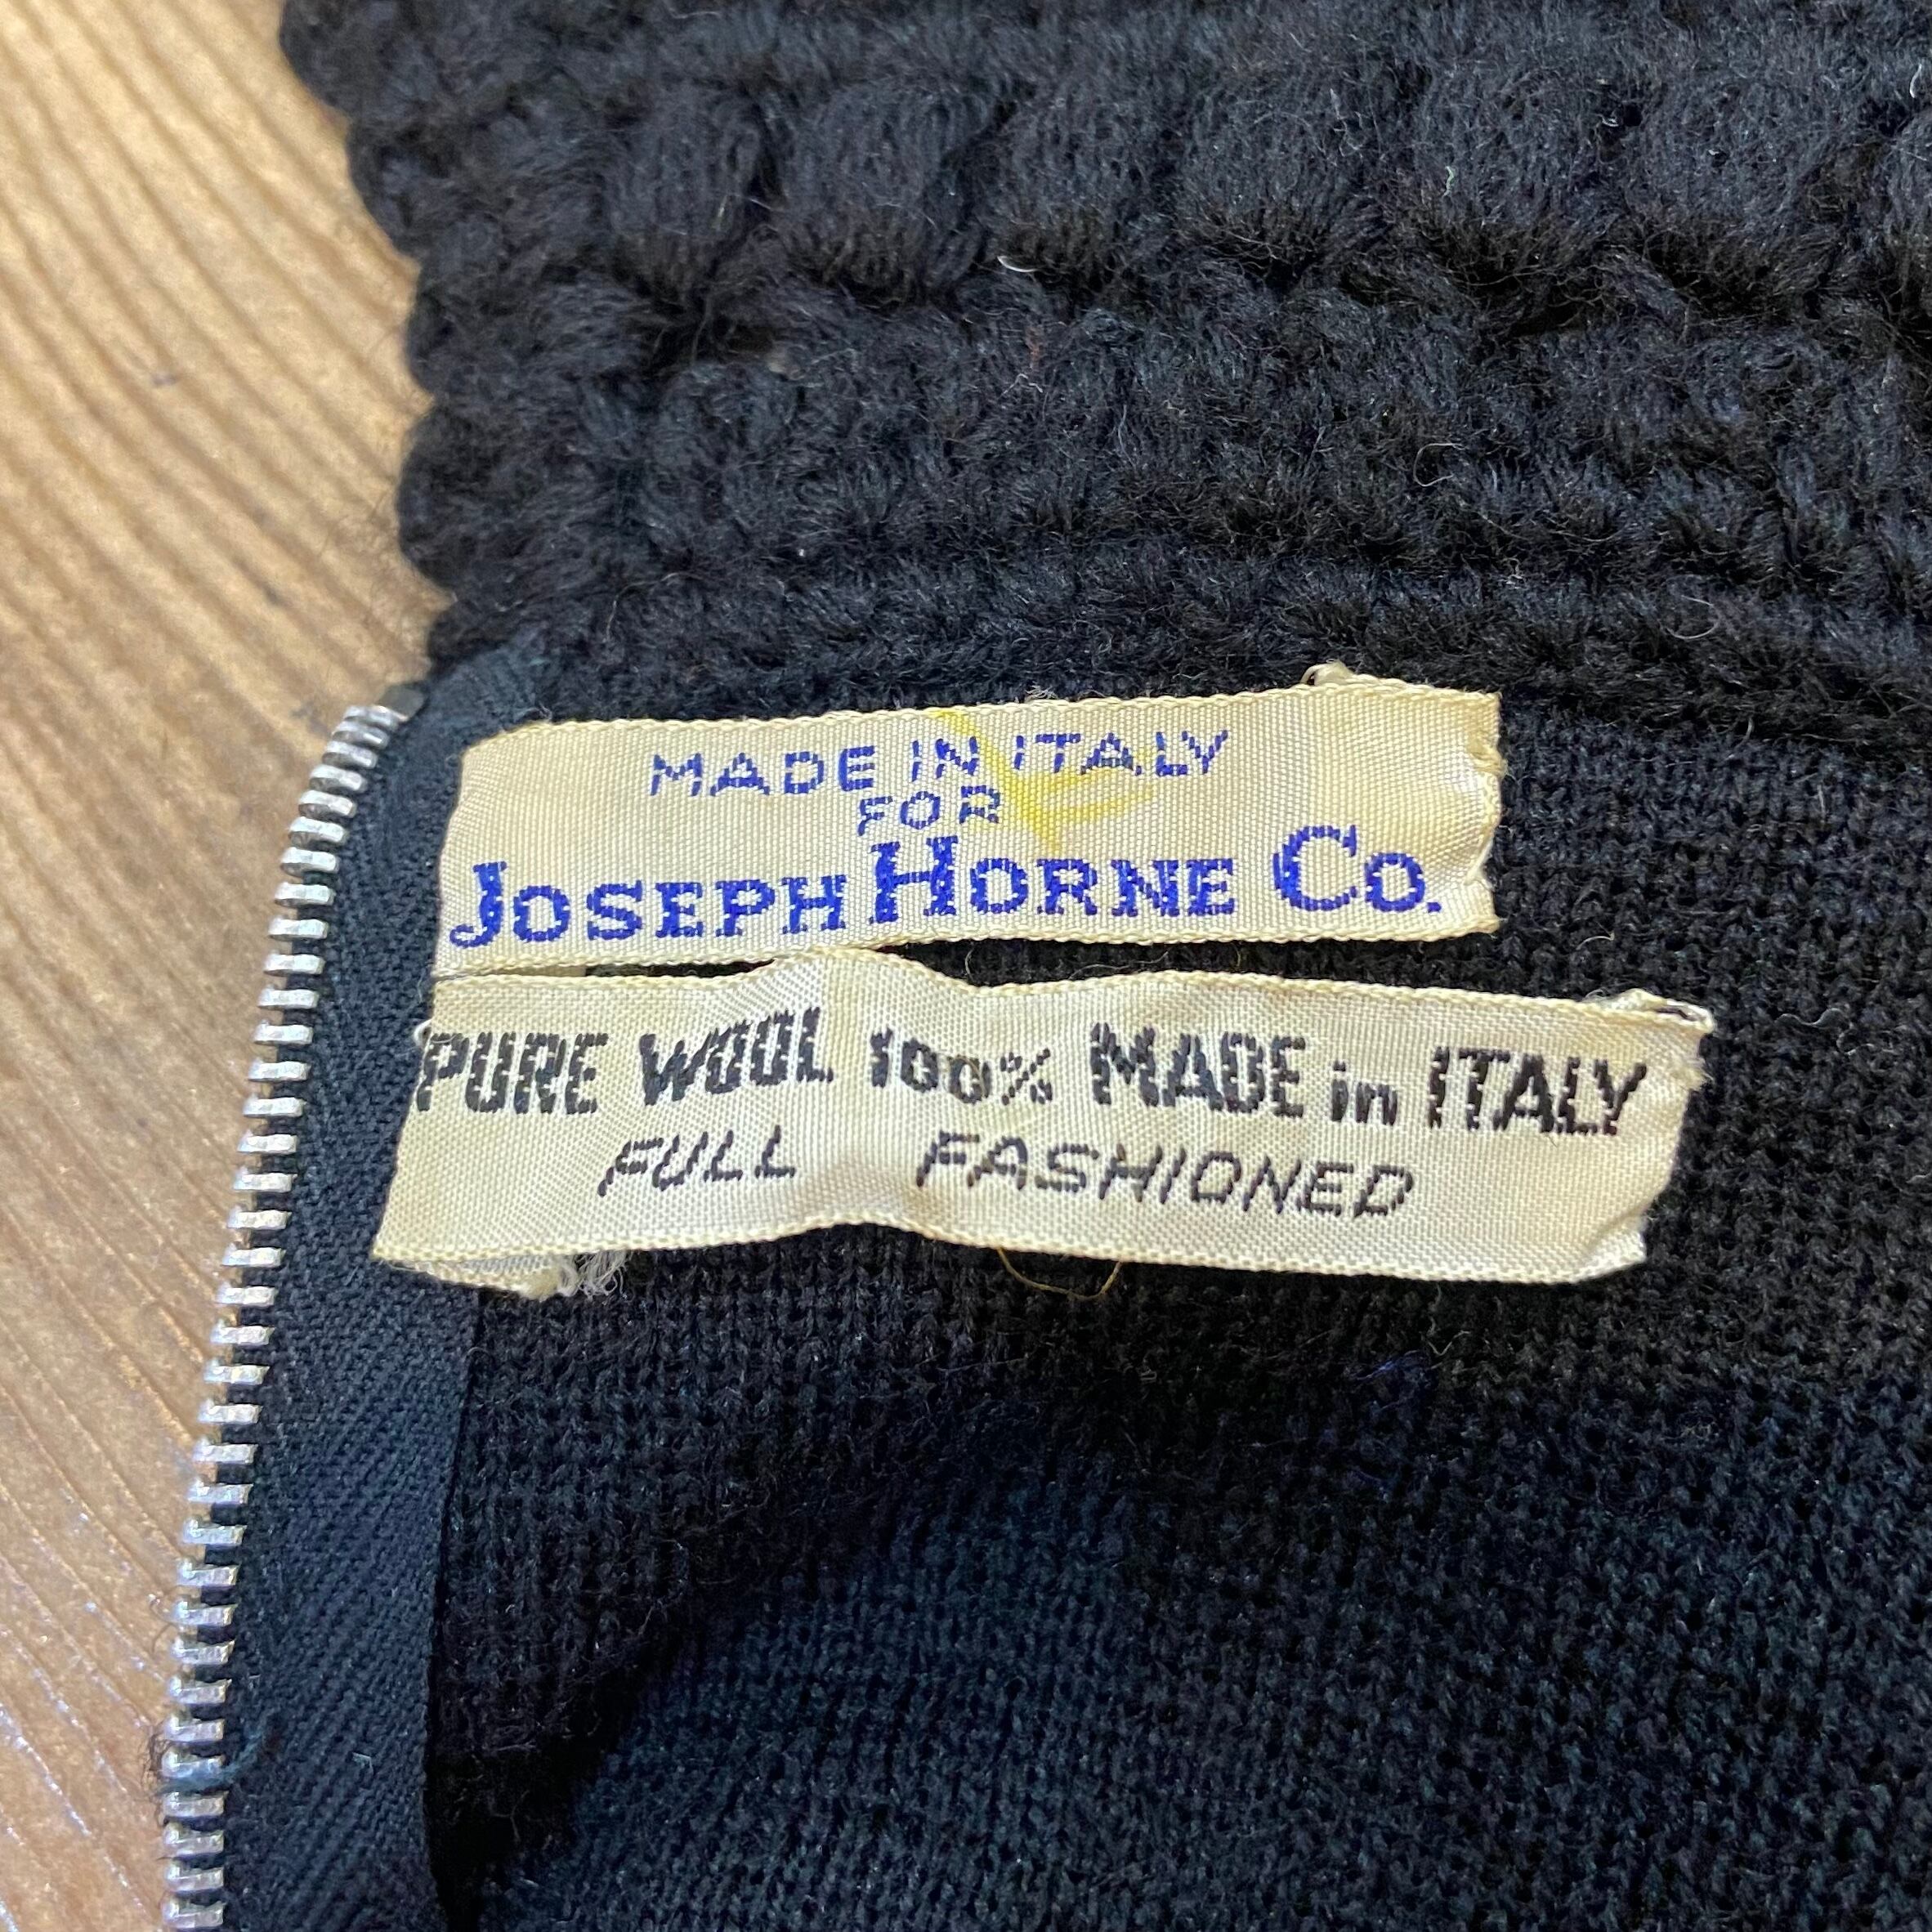 MADE IN ITALY
FOR
JOSEPH HORNE CO.
PURE WOOL 100% MADE in ITALY
FULL FASHIONED